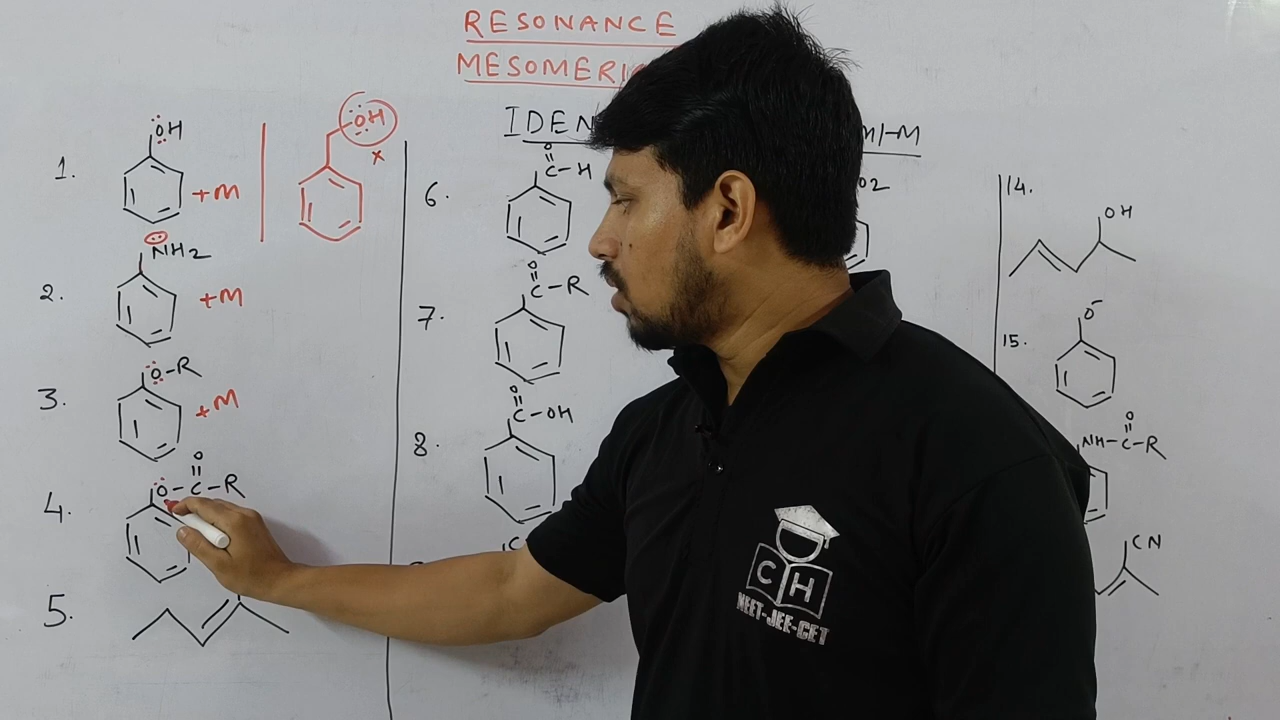 RESONANCE
MESOMERI
IDEN M/-M
1.
OH
+M
OH
x
2.
NH2
+M
3.
O-R
+M
4.
O
O-C-R
5.
6.
O
C-H
7.
O
C-R
8.
O
C-OH
C
O2
14.
OH
15.
O-
O
NH-C-R
CN
C H
NEET-JEE-CET